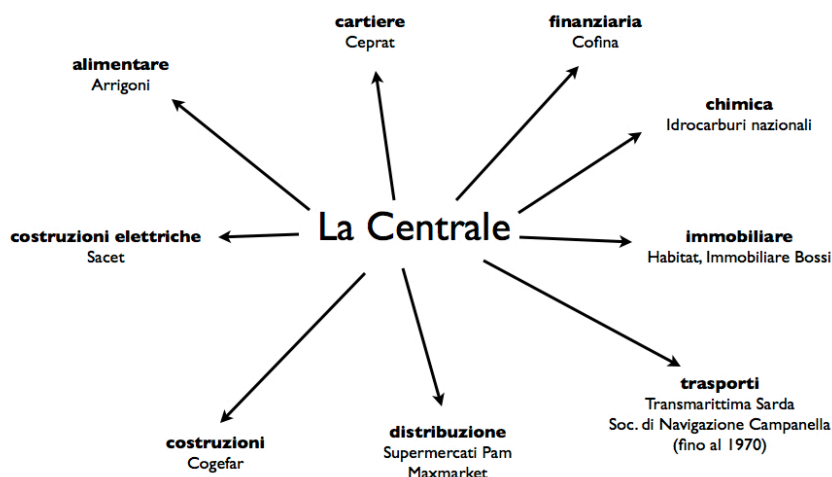 cartiere
Ceprat
finanziaria
Cofina
alimentare
Arrigoni
chimica
Idrocarburi nazionali
La Centrale
costruzioni elettriche
Sacet
immobiliare
Habitat, Immobiliare Bossi
trasporti
Transmarittima Sarda
Soc. di Navigazione Campanella
(fino al 1970)
costruzioni
Cogefar
distribuzione
Supermercati Pam
Maxmarket